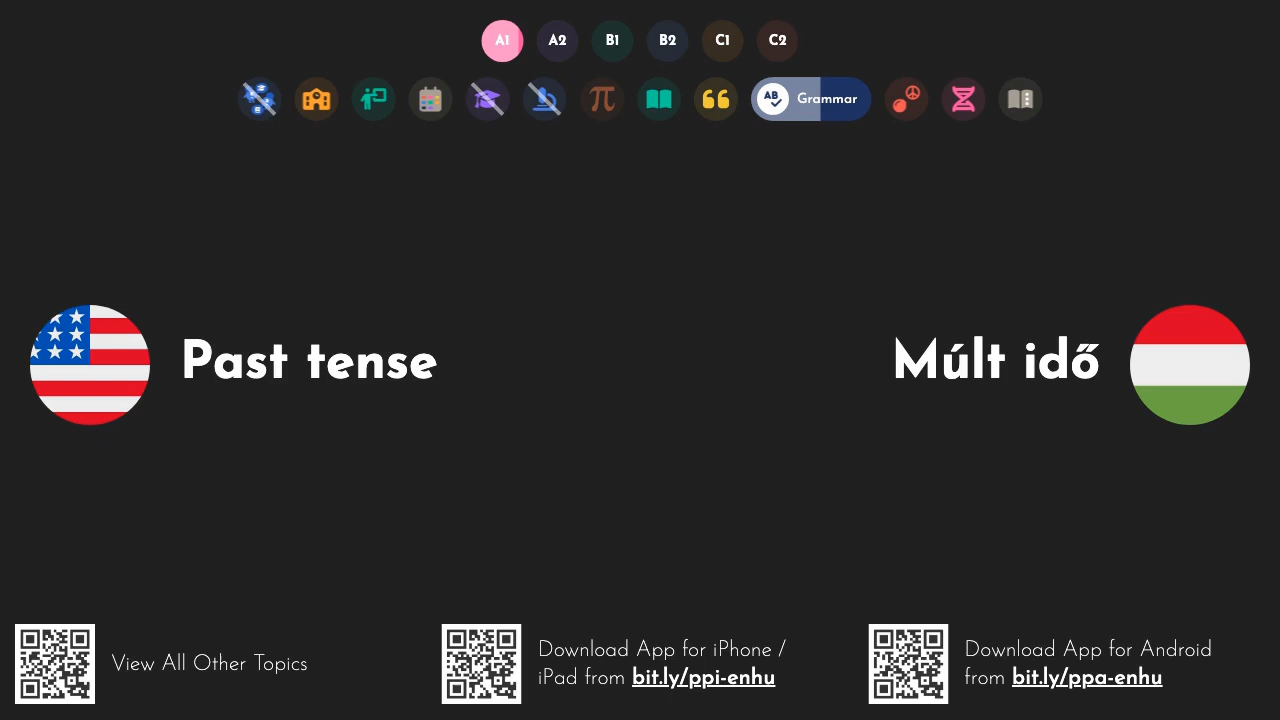 A1 A2 B1 B2 C1 C2
AB Grammar
Past tense
Múlt idő
View All Other Topics
Download App for iPhone /
iPad from bit.ly/ppi-enhu
Download App for Android
from bit.ly/ppa-enhu